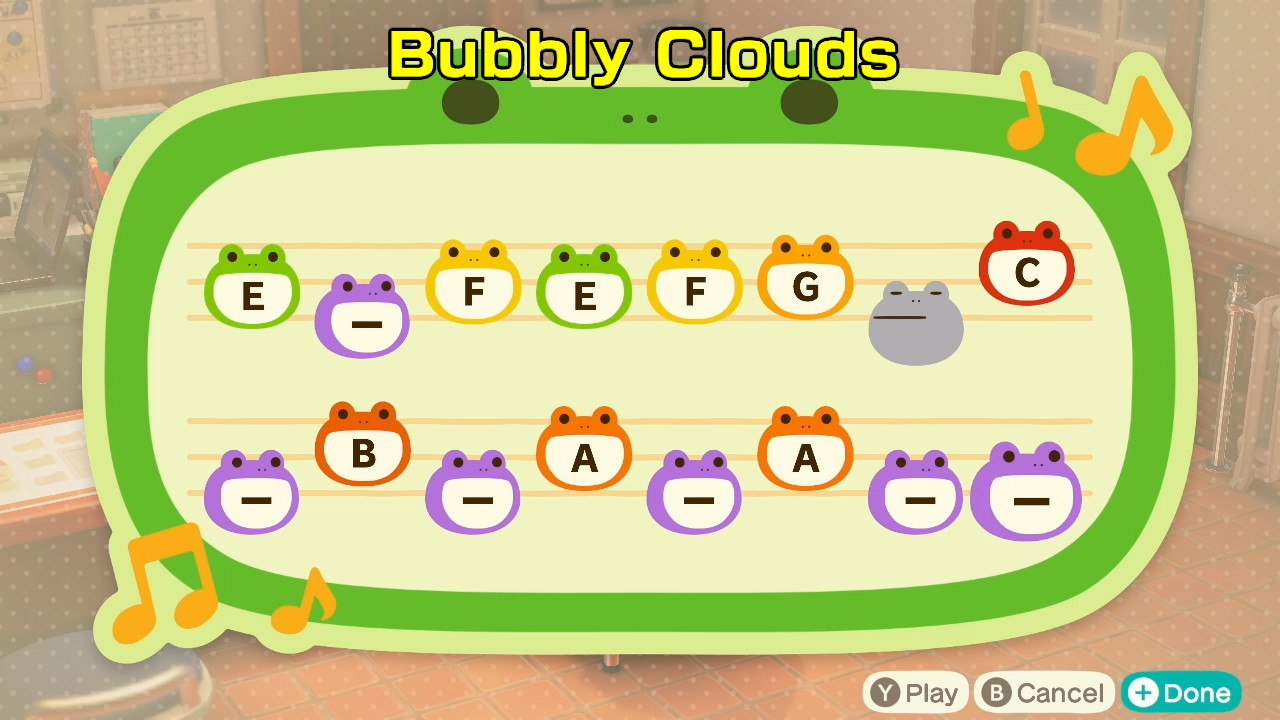 Bubbly Clouds
E – F E F G C
– B – A – A – –
Y Play B Cancel + Done